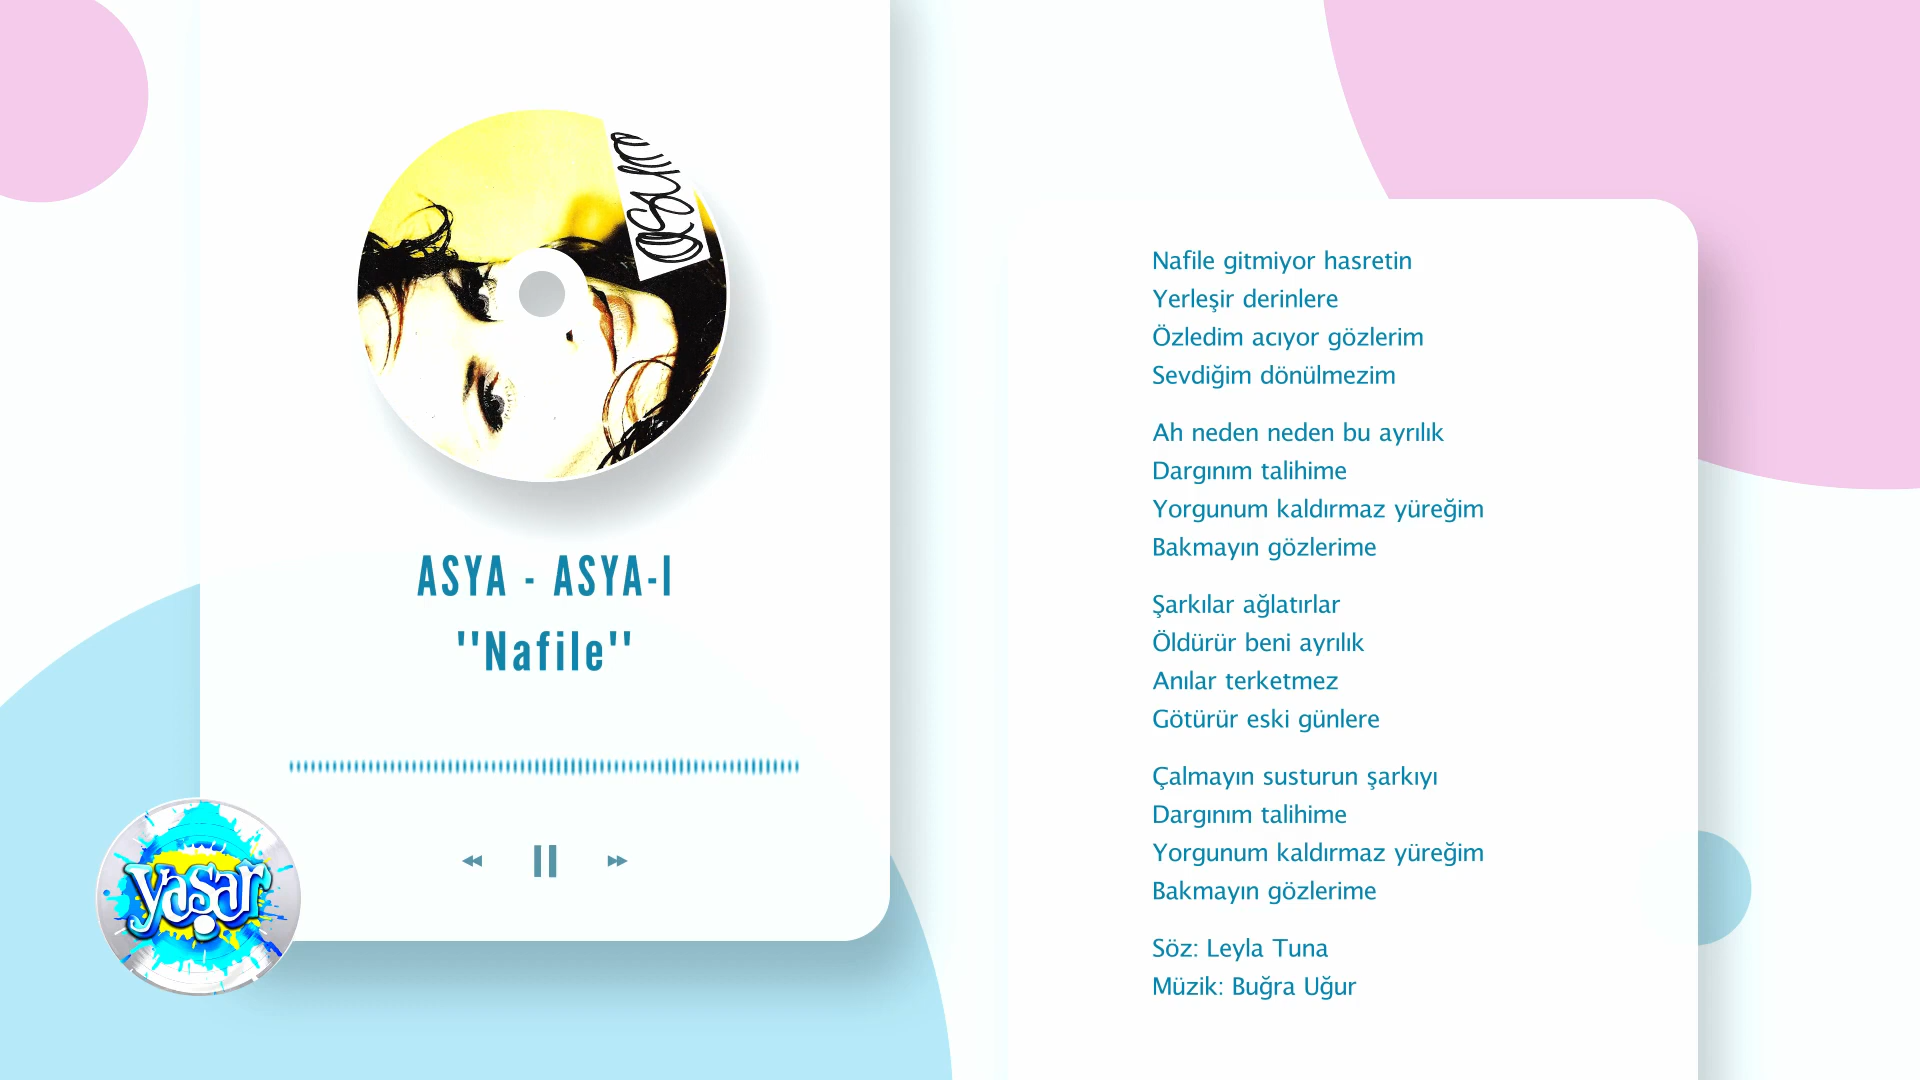 asya
ASYA - ASYA-I
"Nafile"
yaşar
Nafile gitmiyor hasretin
Yerleşir derinlere
Özledim acıyor gözlerim
Sevdiğim dönülmezim
Ah neden neden bu ayrılık
Dargınım talihime
Yorgunum kaldırmaz yüreğim
Bakmayın gözlerime
Şarkılar ağlatırlar
Öldürür beni ayrılık
Anılar terketmez
Götürür eski günlere
Çalmayın susturun şarkıyı
Dargınım talihime
Yorgunum kaldırmaz yüreğim
Bakmayın gözlerime
Söz: Leyla Tuna
Müzik: Buğra Uğur